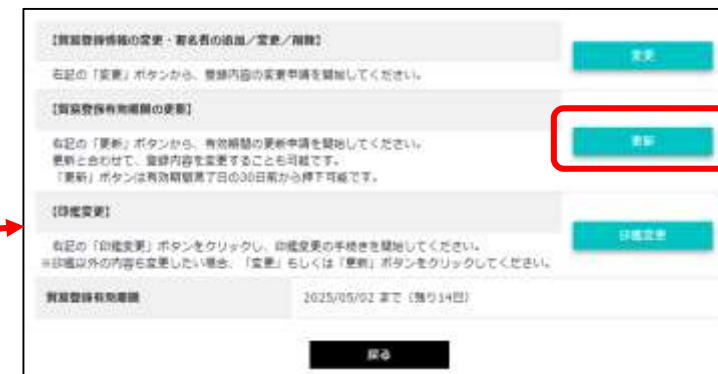 【貿易登録情報の変更・署名者の追加/変更/削除】
変更
右記の「変更」ボタンから、登録内容の変更申請を開始してください。
【貿易登録有効期限の更新】
右記の「更新」ボタンから、有効期間の更新申請を開始してください。
更新と合わせて、登録内容を変更することも可能です。
「更新」ボタンは有効期間満了日の30日前から押下可能です。
更新
【印鑑変更】
右記の「印鑑変更」ボタンをクリックし、印鑑変更の手続きを開始してください。
※印鑑以外の内容も変更したい場合、「変更」もしくは「更新」ボタンをクリックしてください。
印鑑変更
貿易登録有効期限
2025/05/02 まで（残り14日）
戻る